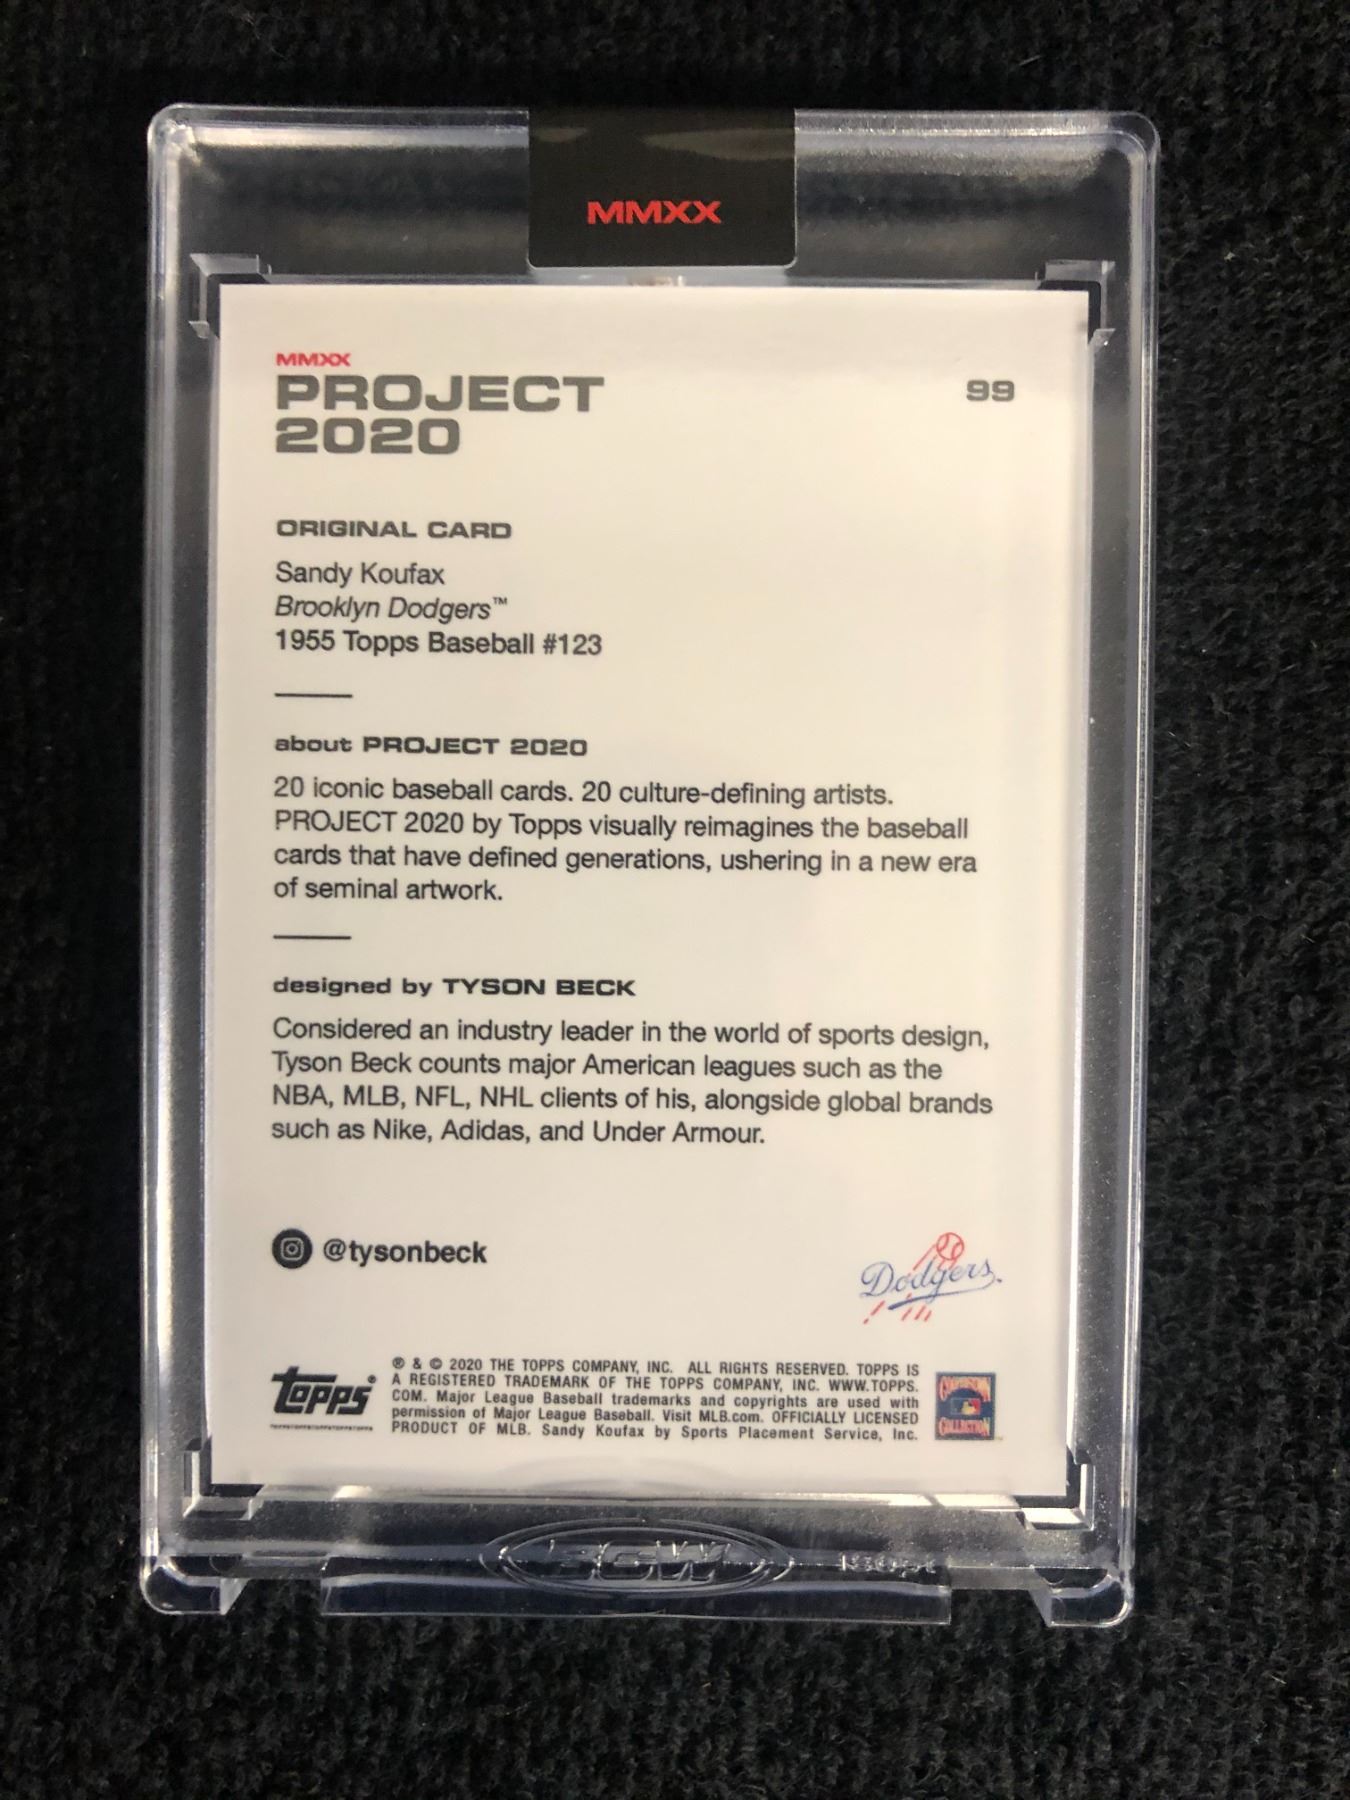 MMXX
MMXX
PROJECT
2020
99
ORIGINAL CARD
Sandy Koufax
Brooklyn Dodgers™
1955 Topps Baseball #123
about PROJECT 2020
20 iconic baseball cards. 20 culture-defining artists.
PROJECT 2020 by Topps visually reimagines the baseball
cards that have defined generations, ushering in a new era
of seminal artwork.
designed by TYSON BECK
Considered an industry leader in the world of sports design,
Tyson Beck counts major American leagues such as the
NBA, MLB, NFL, NHL clients of his, alongside global brands
such as Nike, Adidas, and Under Armour.
@tysonbeck
Dodgers
topps®
® & © 2020 THE TOPPS COMPANY, INC. ALL RIGHTS RESERVED. TOPPS IS
A REGISTERED TRADEMARK OF THE TOPPS COMPANY, INC. WWW.TOPPS.
COM. Major League Baseball trademarks and copyrights are used with
permission of Major League Baseball. Visit MLB.com. OFFICIALLY LICENSED
PRODUCT OF MLB. Sandy Koufax by Sports Placement Service, Inc.
COOPERSTOWN
COLLECTION